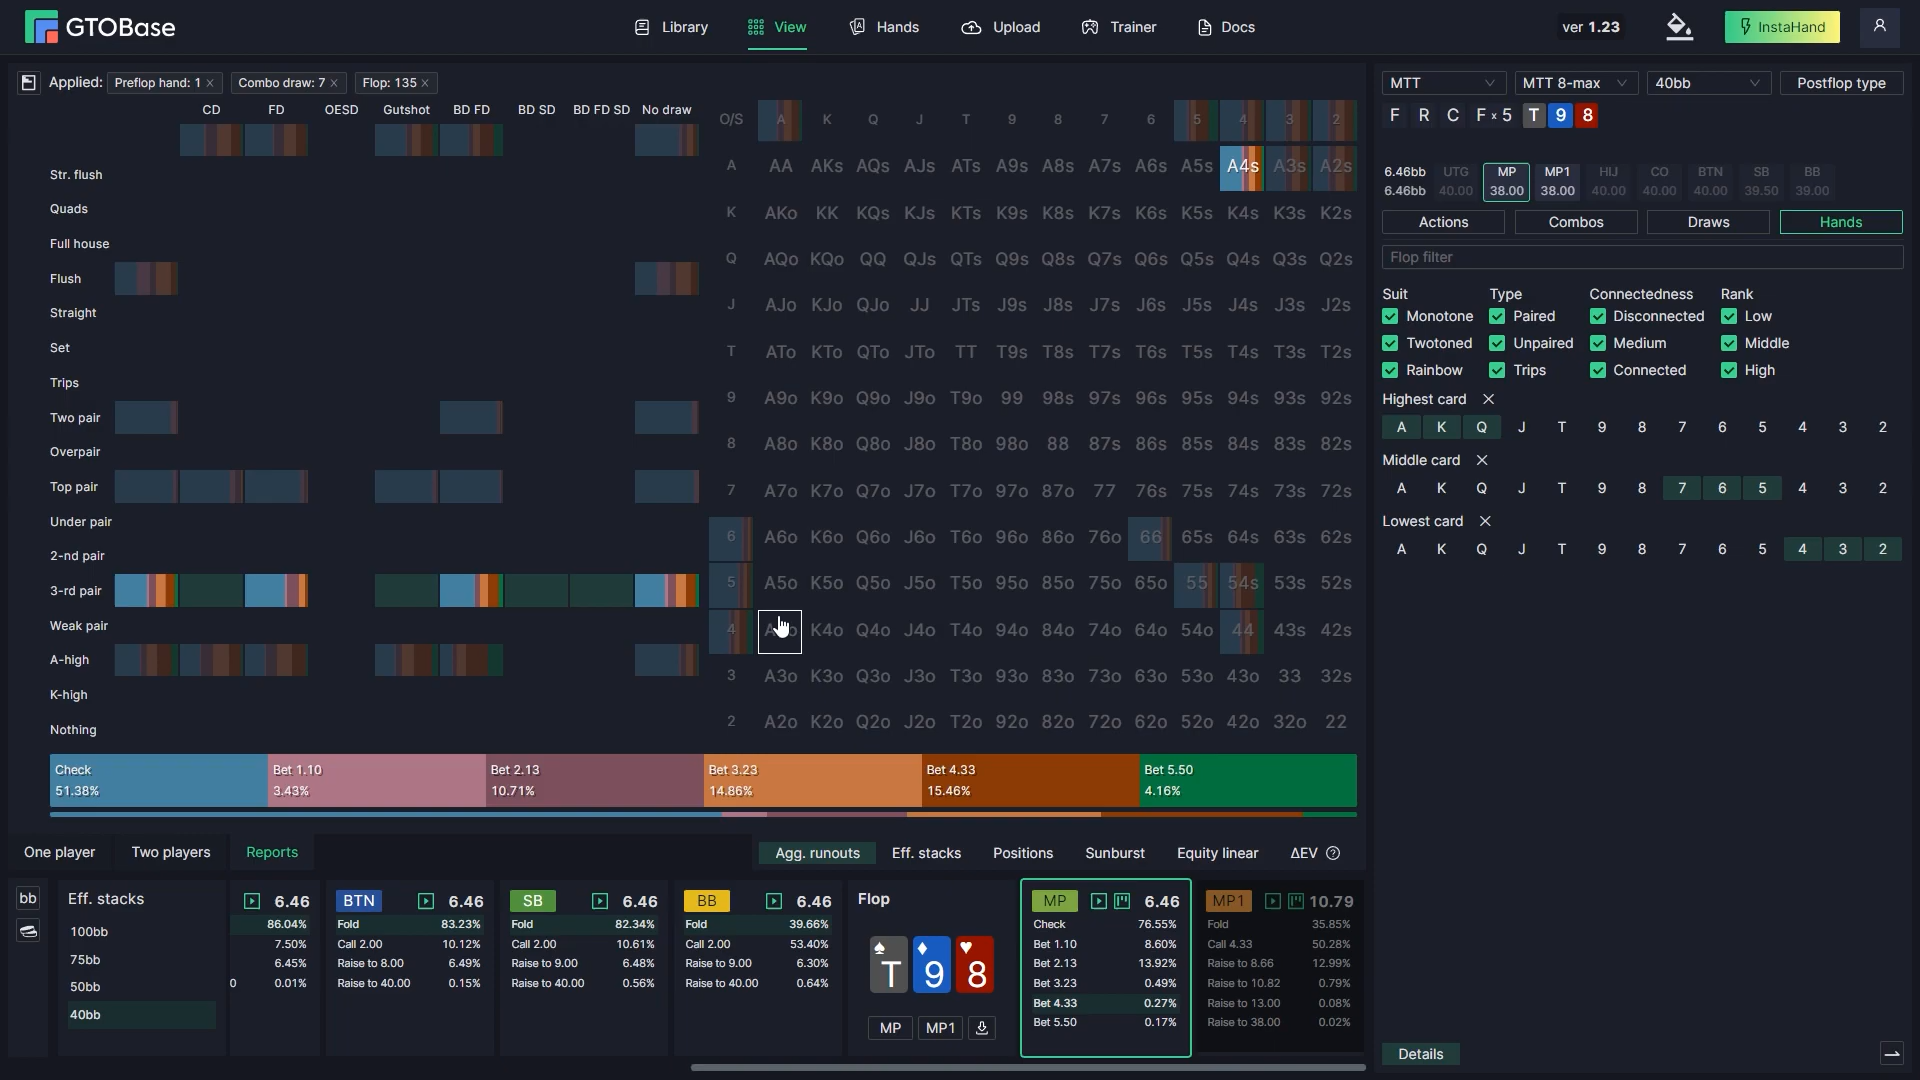 GTOBase
Library View Hands Upload Trainer Docs
ver 1.23 InstaHand
Applied: Preflop hand: 1 × Combo draw: 7 × Flop: 135 ×
CD FD OESD Gutshot BD FD BD SD BD FD SD No draw
Str. flush
Quads
Full house
Flush
Straight
Set
Trips
Two pair
Overpair
Top pair
Under pair
2-nd pair
3-rd pair
Weak pair
A-high
K-high
Nothing
O/S A K Q J T 9 8 7 6 5 4 3 2
A AA AKs AQs AJs ATs A9s A8s A7s A6s A5s A4s A3s A2s
K AKo KK KQs KJs KTs K9s K8s K7s K6s K5s K4s K3s K2s
Q AQo KQo QQ QJs QTs Q9s Q8s Q7s Q6s Q5s Q4s Q3s Q2s
J AJo KJo QJo JJ JTs J9s J8s J7s J6s J5s J4s J3s J2s
T ATo KTo QTo JTo TT T9s T8s T7s T6s T5s T4s T3s T2s
9 A9o K9o Q9o J9o T9o 99 98s 97s 96s 95s 94s 93s 92s
8 A8o K8o Q8o J8o T8o 98o 88 87s 86s 85s 84s 83s 82s
7 A7o K7o Q7o J7o T7o 97o 87o 77 76s 75s 74s 73s 72s
6 A6o K6o Q6o J6o T6o 96o 86o 76o 66 65s 64s 63s 62s
5 A5o K5o Q5o J5o T5o 95o 85o 75o 65o 55 54s 53s 52s
4 K4o Q4o J4o T4o 94o 84o 74o 64o 54o 44 43s 42s
3 A3o K3o Q3o J3o T3o 93o 83o 73o 63o 53o 43o 33 32s
2 A2o K2o Q2o J2o T2o 92o 82o 72o 62o 52o 42o 32o 22
Check Bet 1.10 Bet 2.13 Bet 3.23 Bet 4.33 Bet 5.50
51.38% 3.43% 10.71% 14.86% 15.46% 4.16%
One player Two players Reports
Agg. runouts Eff. stacks Positions Sunburst Equity linear ΔEV ?
bb
Eff. stacks
100bb
75bb
50bb
40bb
6.46
86.04%
7.50%
6.45%
0 0.01%
BTN 6.46
Fold 83.23%
Call 2.00 10.12%
Raise to 8.00 6.49%
Raise to 40.00 0.15%
SB 6.46
Fold 82.34%
Call 2.00 10.61%
Raise to 9.00 6.48%
Raise to 40.00 0.56%
BB 6.46
Fold 39.66%
Call 2.00 53.40%
Raise to 9.00 6.30%
Raise to 40.00 0.64%
Flop
T 9 8
MP MP1
MP 6.46
Check 76.55%
Bet 1.10 8.60%
Bet 2.13 13.92%
Bet 3.23 0.49%
Bet 4.33 0.27%
Bet 5.50 0.17%
MP1 10.79
Fold 35.85%
Call 4.33 50.28%
Raise to 8.66 12.99%
Raise to 10.82 0.79%
Raise to 13.00 0.08%
Raise to 38.00 0.02%
MTT MTT 8-max 40bb Postflop type
F R C F×5 T 9 8
6.46bb UTG MP MP1 HIJ CO BTN SB BB
6.46bb 40.00 38.00 38.00 40.00 40.00 40.00 39.50 39.00
Actions Combos Draws Hands
Flop filter
Suit Type Connectedness Rank
Monotone Paired Disconnected Low
Twotoned Unpaired Medium Middle
Rainbow Trips Connected High
Highest card ×
A K Q J T 9 8 7 6 5 4 3 2
Middle card ×
A K Q J T 9 8 7 6 5 4 3 2
Lowest card ×
A K Q J T 9 8 7 6 5 4 3 2
Details